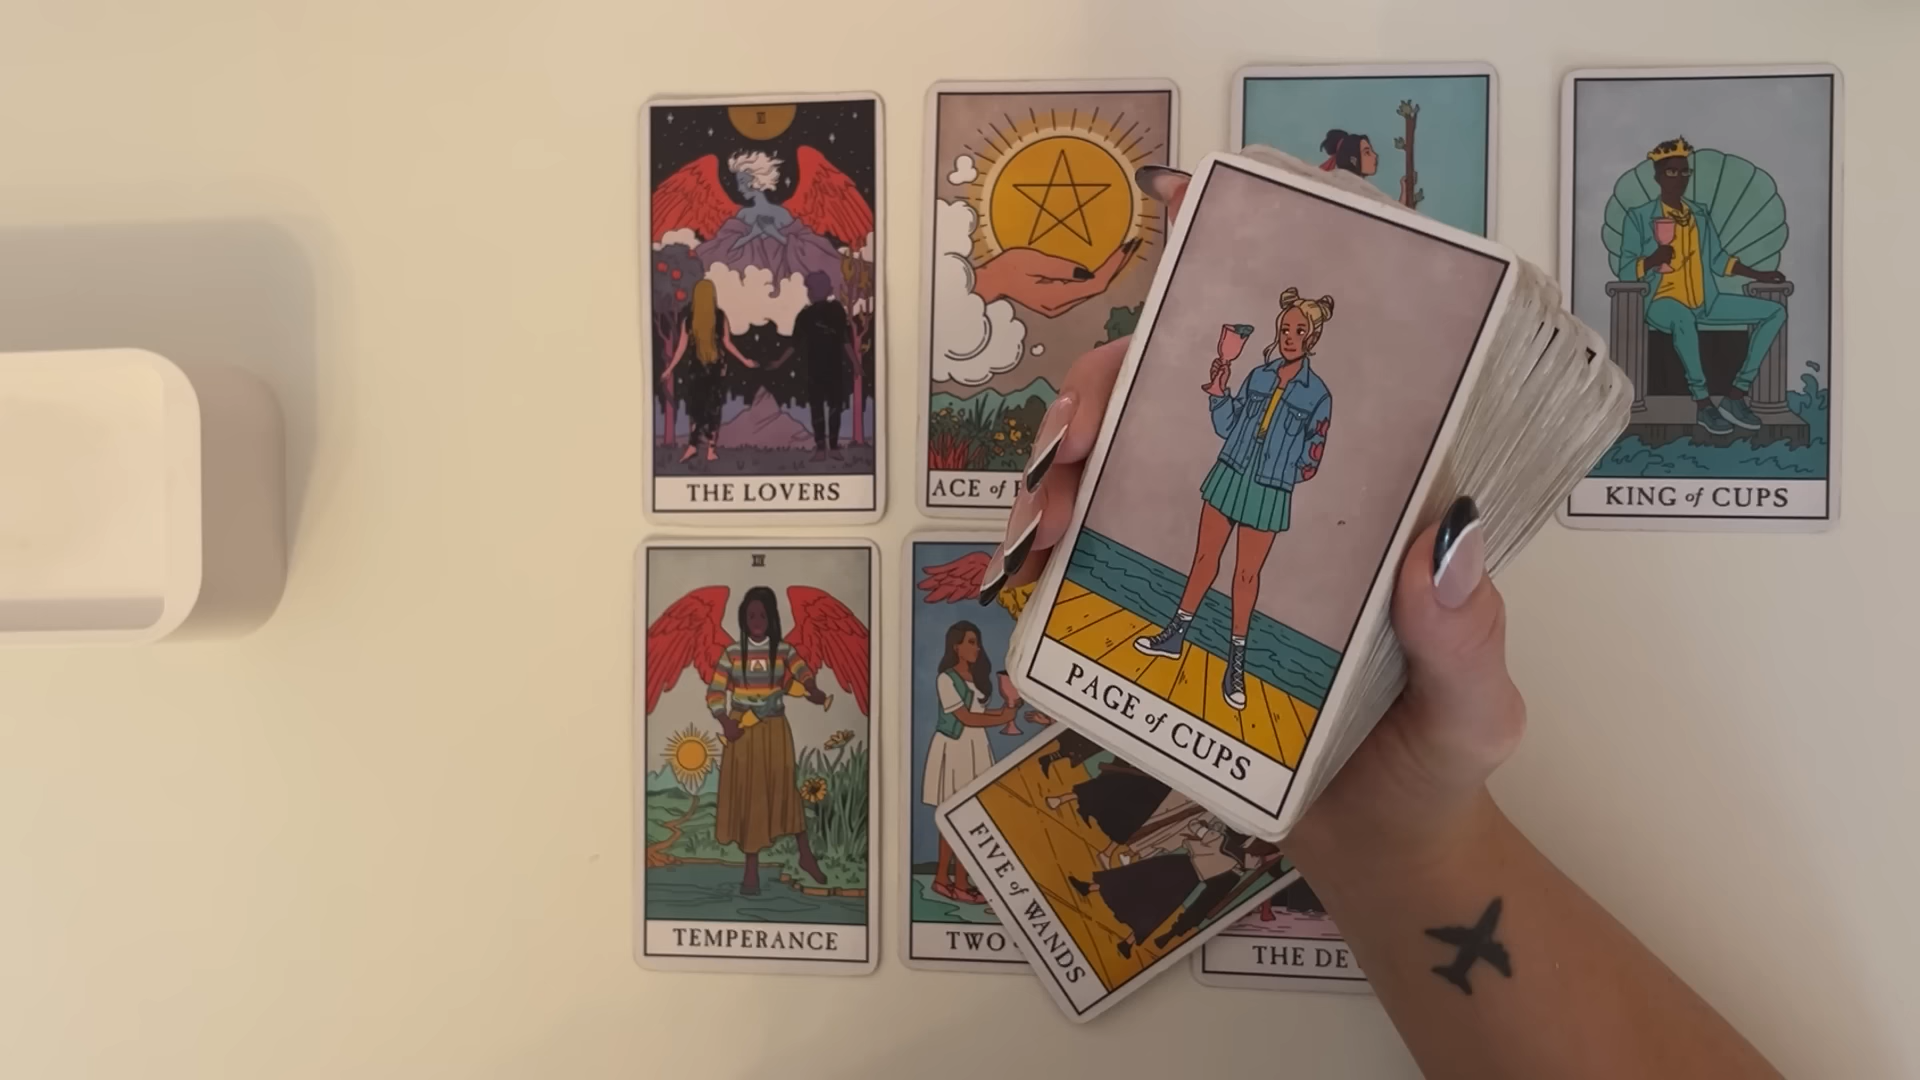 THE LOVERS
ACE of
KING of CUPS
PAGE of CUPS
TEMPERANCE
TWO
FIVE of WANDS
THE DE